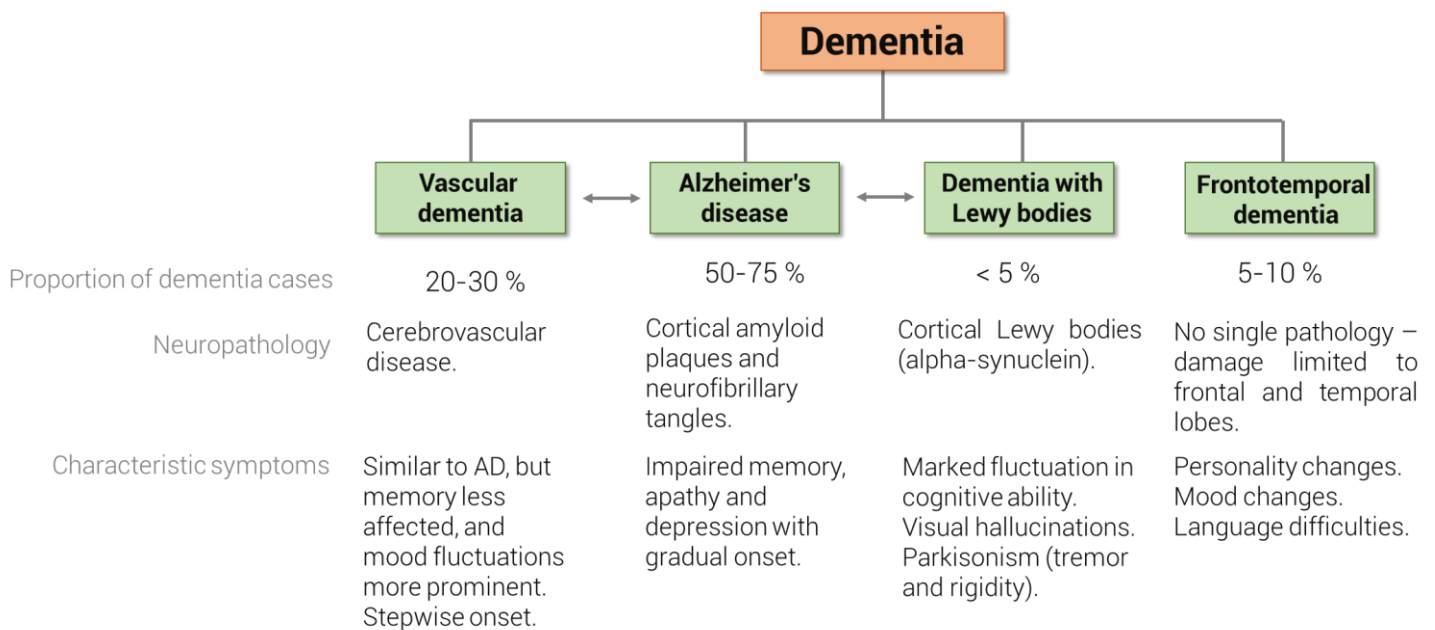 Dementia
Vascular
dementia
Alzheimer's
disease
Dementia with
Lewy bodies
Frontotemporal
dementia
Proportion of dementia cases
20-30 %
50-75 %
< 5 %
5-10 %
Neuropathology
Cerebrovascular
disease.
Cortical amyloid
plaques and
neurofibrillary
tangles.
Cortical Lewy bodies
(alpha-synuclein).
No single pathology –
damage limited to
frontal and temporal
lobes.
Characteristic symptoms
Similar to AD, but
memory less
affected, and
mood fluctuations
more prominent.
Stepwise onset.
Impaired memory,
apathy and
depression with
gradual onset.
Marked fluctuation in
cognitive ability.
Visual hallucinations.
Parkisonism (tremor
and rigidity).
Personality changes.
Mood changes.
Language difficulties.